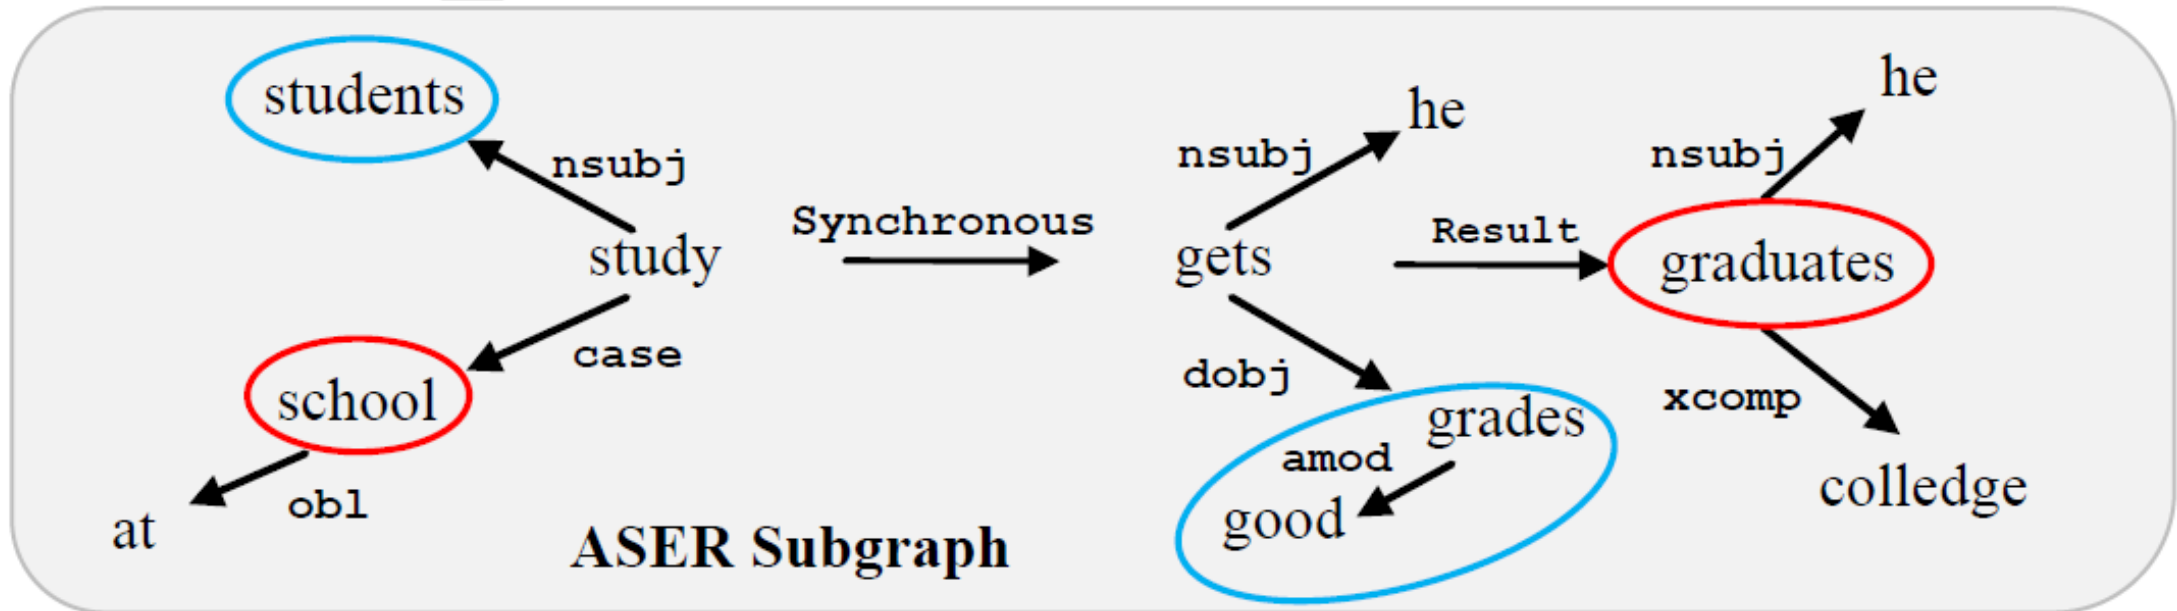 students
he
he
nsubj
nsubj
nsubj
Synchronous
Result
study
gets
graduates
case
dobj
xcomp
school
grades
amod
good
colledge
obl
at
ASER Subgraph